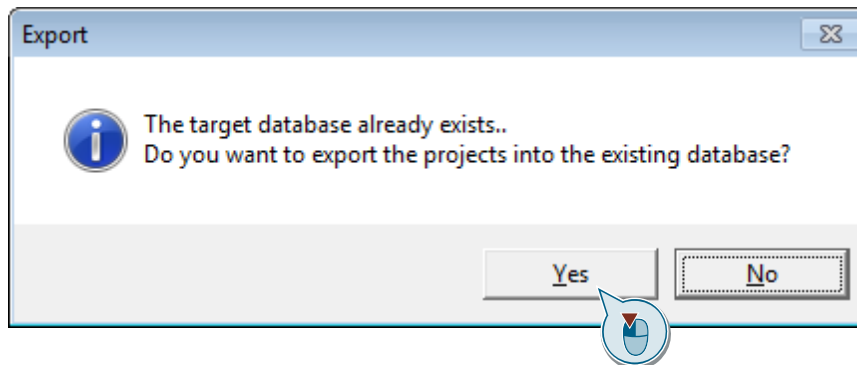 Export
The target database already exists..
Do you want to export the projects into the existing database?
Yes
No